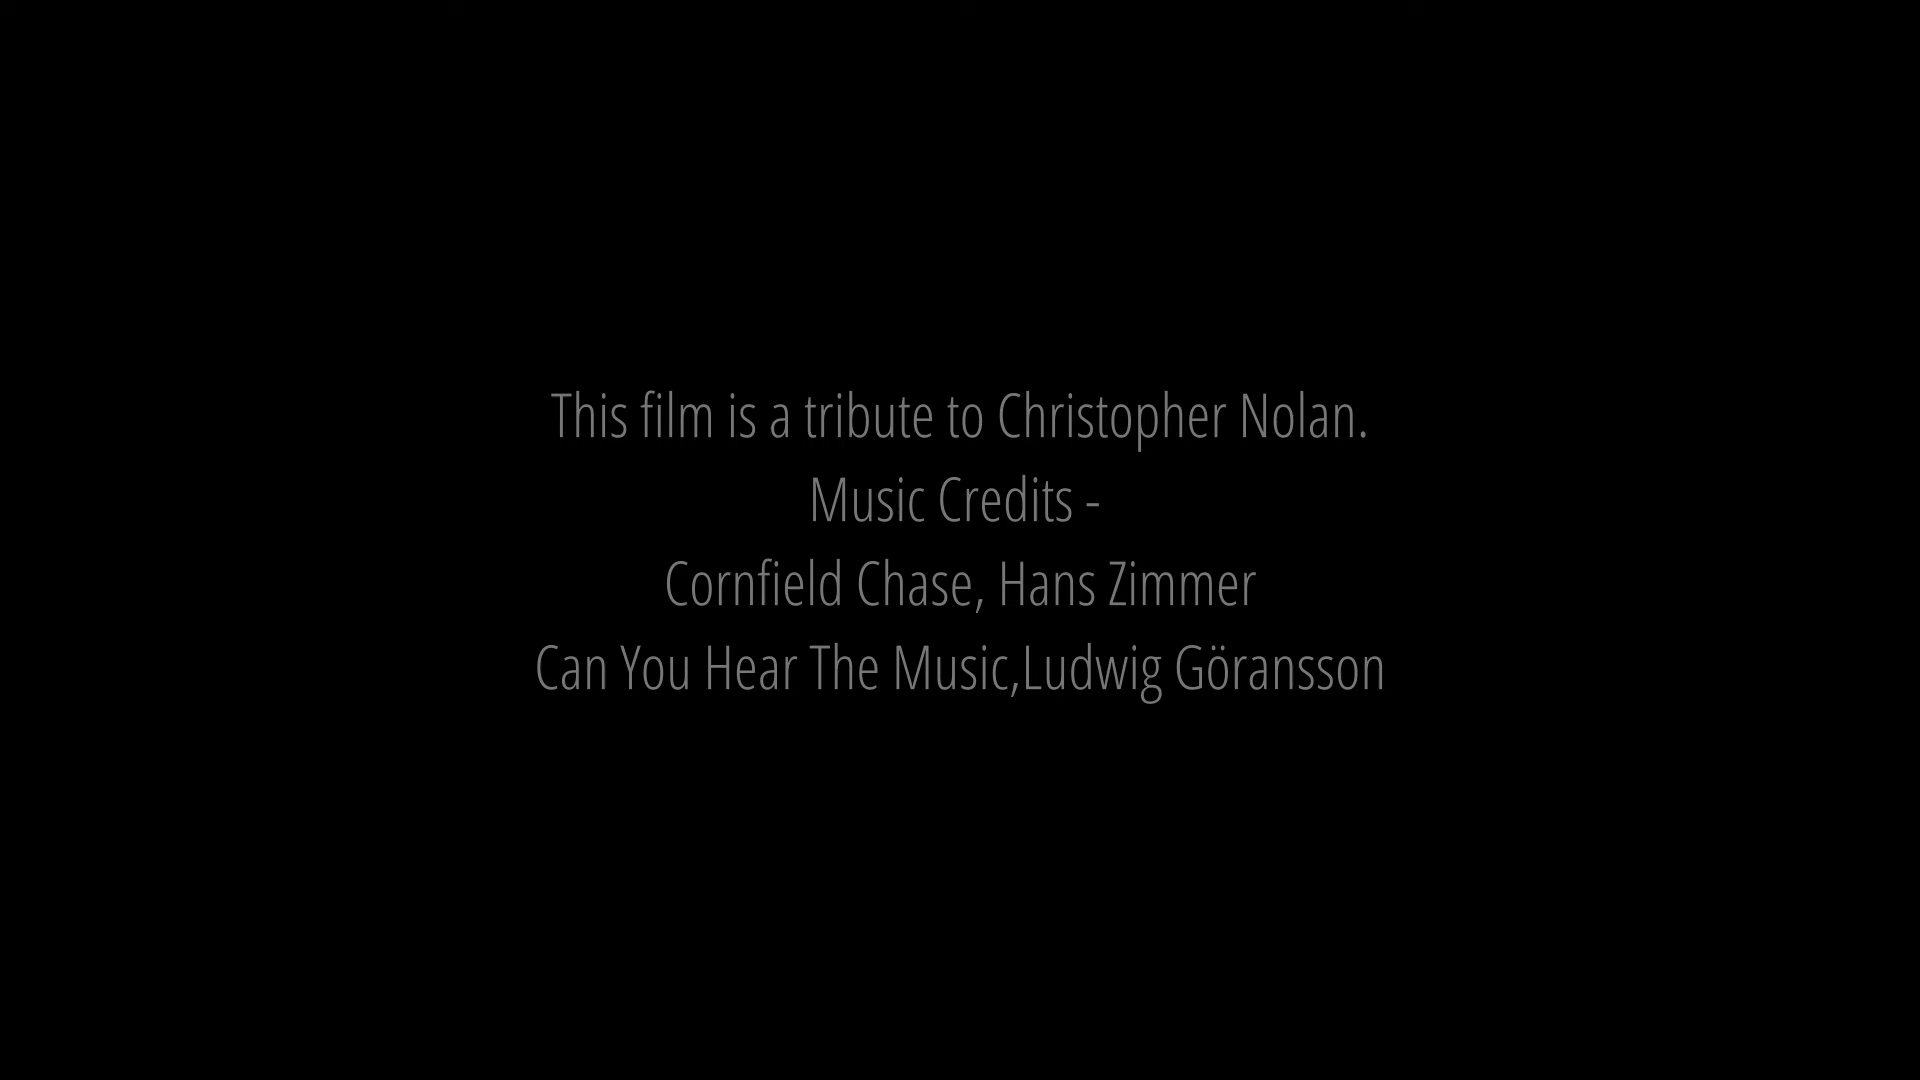 This film is a tribute to Christopher Nolan.
Music Credits -
Cornfield Chase, Hans Zimmer
Can You Hear The Music,Ludwig Göransson